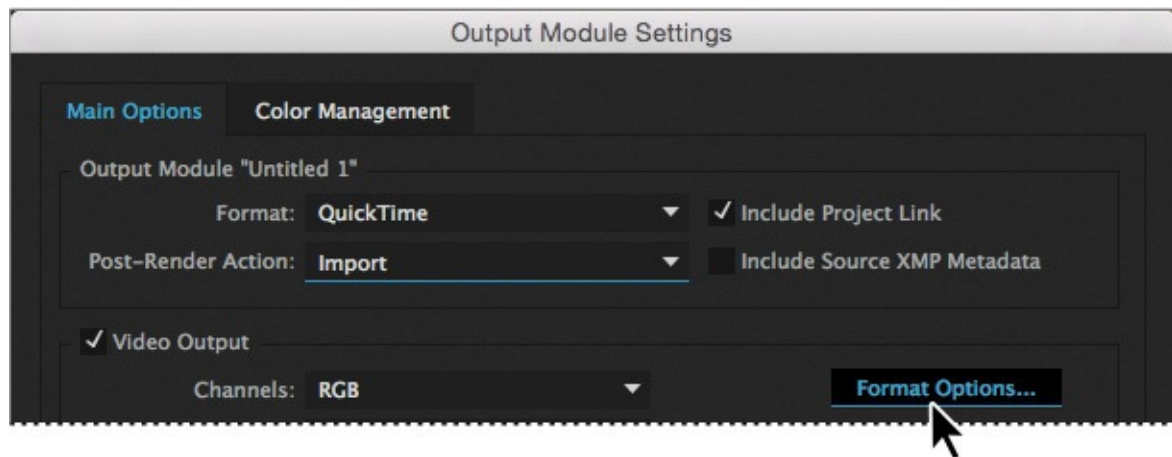 Output Module Settings
Main Options Color Management
Output Module "Untitled 1"
Format: QuickTime Include Project Link
Post-Render Action: Import Include Source XMP Metadata
Video Output
Channels: RGB Format Options...